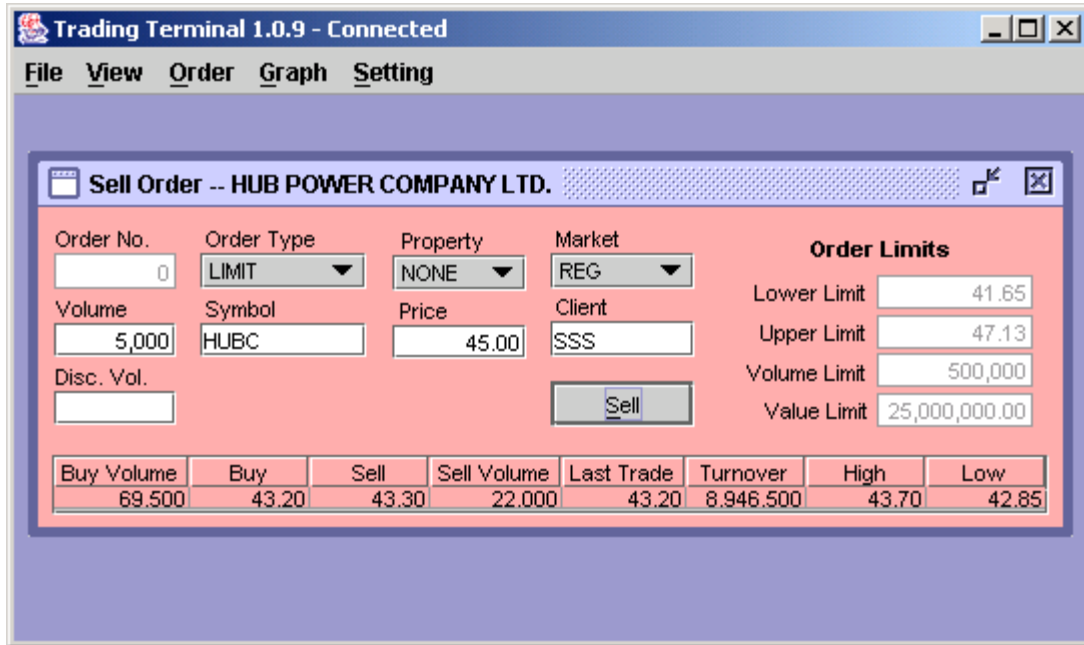 Trading Terminal 1.0.9 - Connected
File View Order Graph Setting
Sell Order -- HUB POWER COMPANY LTD.
Order No. Order Type Property Market Order Limits
0 LIMIT NONE REG Lower Limit 41.65
Volume Symbol Price Client Upper Limit 47.13
5,000 HUBC 45.00 SSS
Disc. Vol. Volume Limit 500,000
Sell Value Limit 25,000,000.00
Buy Volume Buy Sell Sell Volume Last Trade Turnover High Low
69.500 43.20 43.30 22.000 43.20 8.946.500 43.70 42.85